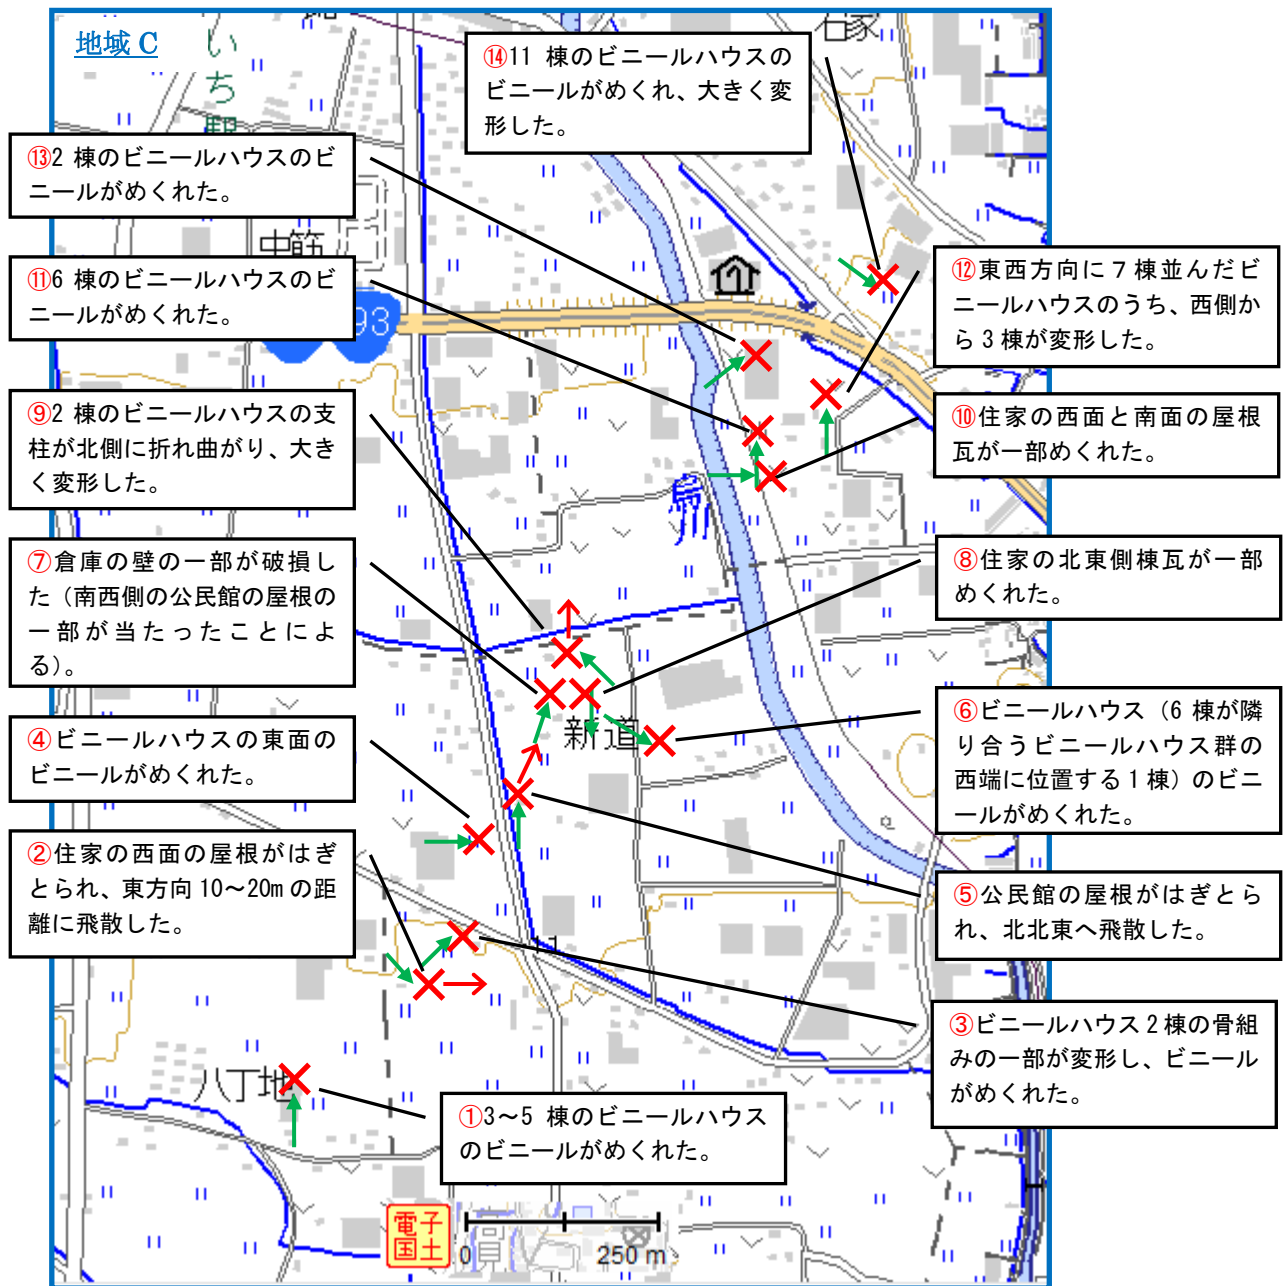 地域 C
いち駅
石家
⑭11 棟のビニールハウスの
ビニールがめくれ、大きく変
形した。
⑬2 棟のビニールハウスのビ
ニールがめくれた。
中筋
⑪6 棟のビニールハウスのビ
ニールがめくれた。
93
⑫東西方向に７棟並んだビ
ニールハウスのうち、西側か
ら 3 棟が変形した。
⑨2 棟のビニールハウスの支
柱が北側に折れ曲がり、大き
く変形した。
⑩住家の西面と南面の屋根
瓦が一部めくれた。
⑦倉庫の壁の一部が破損し
た（南西側の公民館の屋根の
一部が当たったことによ
る）。
⑧住家の北東側棟瓦が一部
めくれた。
新道
④ビニールハウスの東面の
ビニールがめくれた。
⑥ビニールハウス（6 棟が隣
り合うビニールハウス群の
西端に位置する 1 棟）のビニ
ールがめくれた。
②住家の西面の屋根がはぎ
とられ、東方向 10～20m の距
離に飛散した。
⑤公民館の屋根がはぎとら
れ、北北東へ飛散した。
③ビニールハウス 2 棟の骨組
みの一部が変形し、ビニール
がめくれた。
八丁地
①3～5 棟のビニールハウス
のビニールがめくれた。
電子
国土
0 250 m